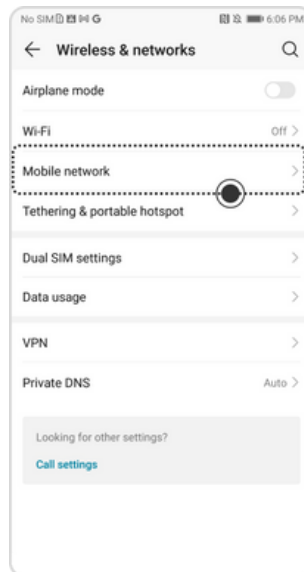 No SIM G 6:06 PM
Wireless & networks
Airplane mode
Wi-Fi Off
Mobile network
Tethering & portable hotspot
Dual SIM settings
Data usage
VPN
Private DNS Auto
Looking for other settings?
Call settings